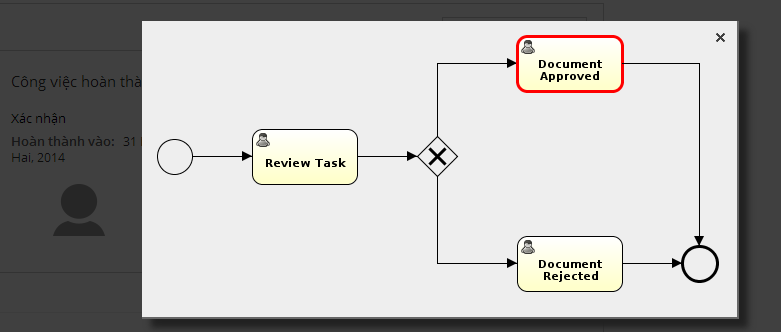 Công việc hoàn thà
Xác nhận
Hoàn thành vào: 31
Hai, 2014
Review Task
Document
Approved
Document
Rejected